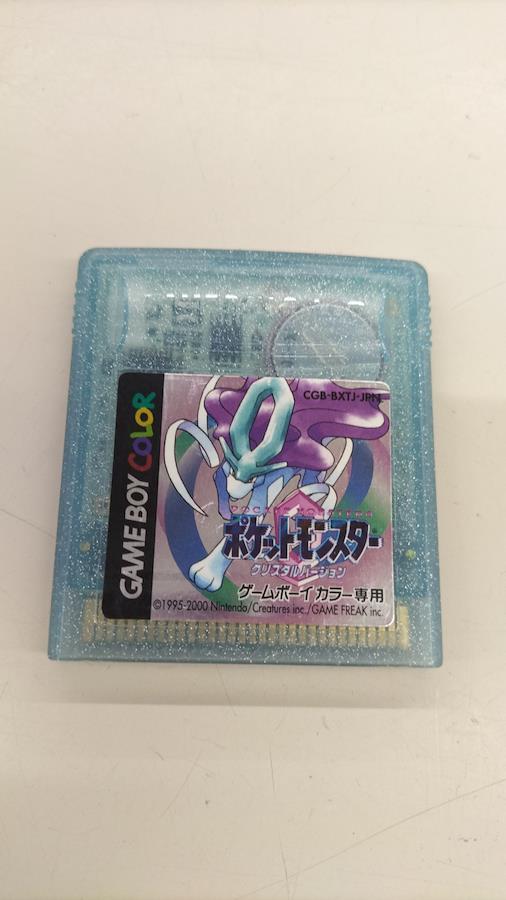 CGB-BXTJ-JPN
GAME BOY COLOR
POCKET MONSTERS
ポケットモンスター
クリスタルバージョン
ゲームボーイカラー専用
©1995-2000 Nintendo/Creatures inc./GAME FREAK inc.